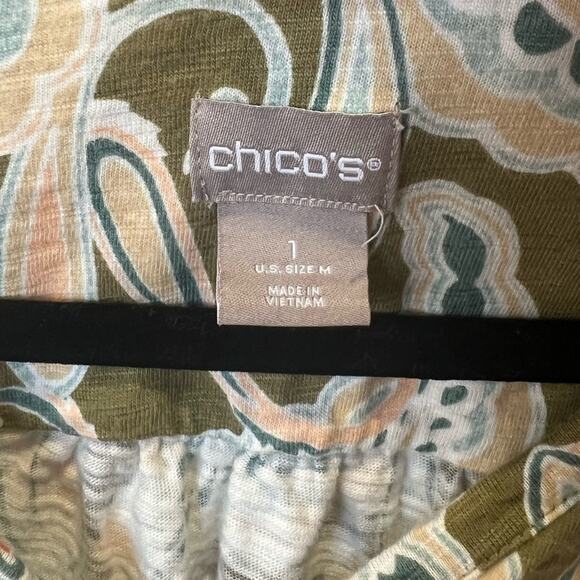 chico's®
1
U.S. SIZE M
MADE IN
VIETNAM